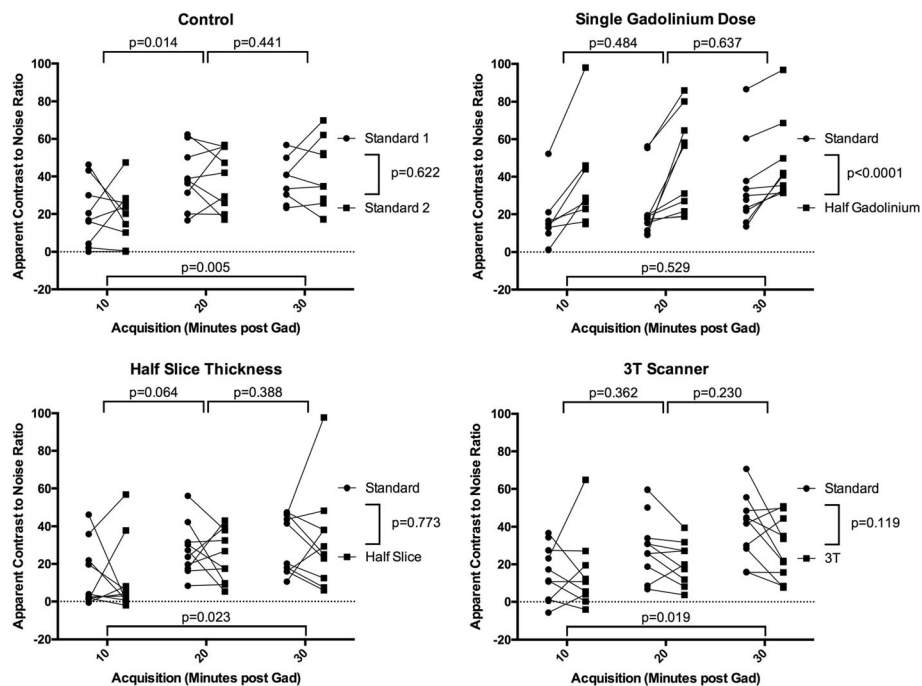 Control
p=0.014
p=0.441
Apparent Contrast to Noise Ratio
100
80
60
40
20
0
-20
Standard 1
p=0.622
Standard 2
p=0.005
10
20
30
Acquisition (Minutes post Gad)
Single Gadolinium Dose
p=0.484
p=0.637
Apparent Contrast to Noise Ratio
100
80
60
40
20
0
-20
Standard
p<0.0001
Half Gadolinium
p=0.529
10
20
30
Acquisition (Minutes post Gad)
Half Slice Thickness
p=0.064
p=0.388
Apparent Contrast to Noise Ratio
100
80
60
40
20
0
-20
Standard
p=0.773
Half Slice
p=0.023
10
20
30
Acquisition (Minutes post Gad)
3T Scanner
p=0.362
p=0.230
Apparent Contrast to Noise Ratio
100
80
60
40
20
0
-20
Standard
p=0.119
3T
p=0.019
10
20
30
Acquisition (Minutes post Gad)